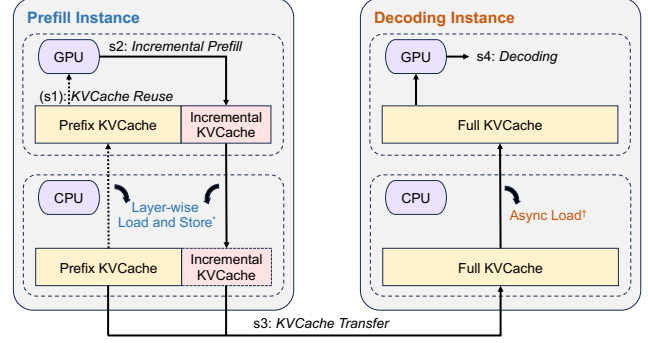 Prefill Instance
GPU
s2: Incremental Prefill
(s1): KVCache Reuse
Prefix KVCache
Incremental
KVCache
CPU
Layer-wise
Load and Store*
Prefix KVCache
Incremental
KVCache
s3: KVCache Transfer
Decoding Instance
GPU
s4: Decoding
Full KVCache
CPU
Async Load†
Full KVCache